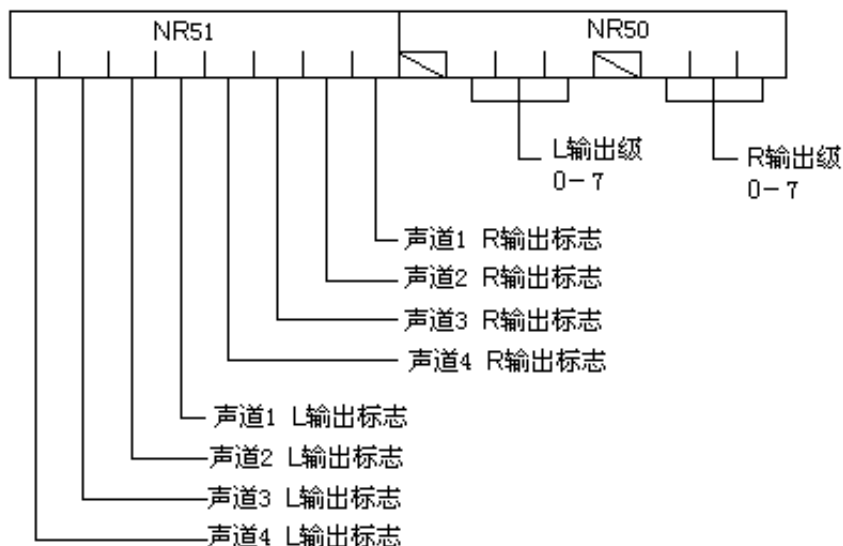 NR51
NR50
L输出级
0-7
R输出级
0-7
声道1 R输出标志
声道2 R输出标志
声道3 R输出标志
声道4 R输出标志
声道1 L输出标志
声道2 L输出标志
声道3 L输出标志
声道4 L输出标志